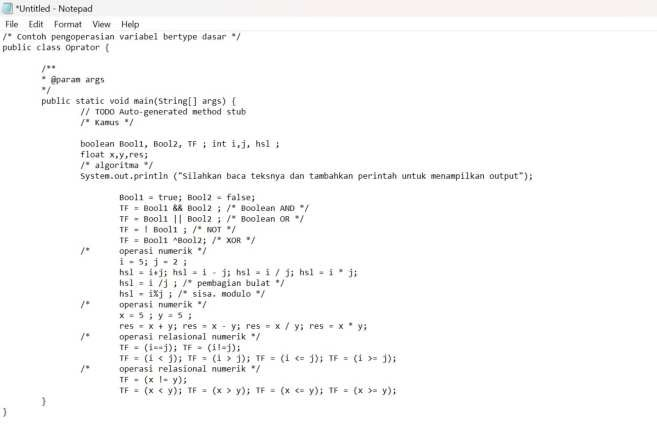 *Untitled - Notepad
File Edit Format View Help
/* Contoh pengoperasian variabel bertype dasar */
public class Oprator {
/**
* @param args
*/
public static void main(String[] args) {
// TODO Auto-generated method stub
/* Kamus */
boolean Bool1, Bool2, TF ; int i,j, hsl ;
float x,y,res;
/* algoritma */
System.out.println ("Silahkan baca teksnya dan tambahkan perintah untuk menampilkan output");
Bool1 = true; Bool2 = false;
TF = Bool1 && Bool2 ; /* Boolean AND */
TF = Bool1 || Bool2 ; /* Boolean OR */
TF = ! Bool1 ; /* NOT */
TF = Bool1 ^Bool2; /* XOR */
/* operasi numerik */
i = 5; j = 2 ;
hsl = i+j; hsl = i - j; hsl = i / j; hsl = i * j;
hsl = i /j ; /* pembagian bulat */
hsl = i%j ; /* sisa. modulo */
/* operasi numerik */
x = 5 ; y = 5 ;
res = x + y; res = x - y; res = x / y; res = x * y;
/* operasi relasional numerik */
TF = (i==j); TF = (i!=j);
TF = (i < j); TF = (i > j); TF = (i <= j); TF = (i >= j);
/* operasi relasional numerik */
TF = (x != y);
TF = (x < y); TF = (x > y); TF = (x <= y); TF = (x >= y);
}
}